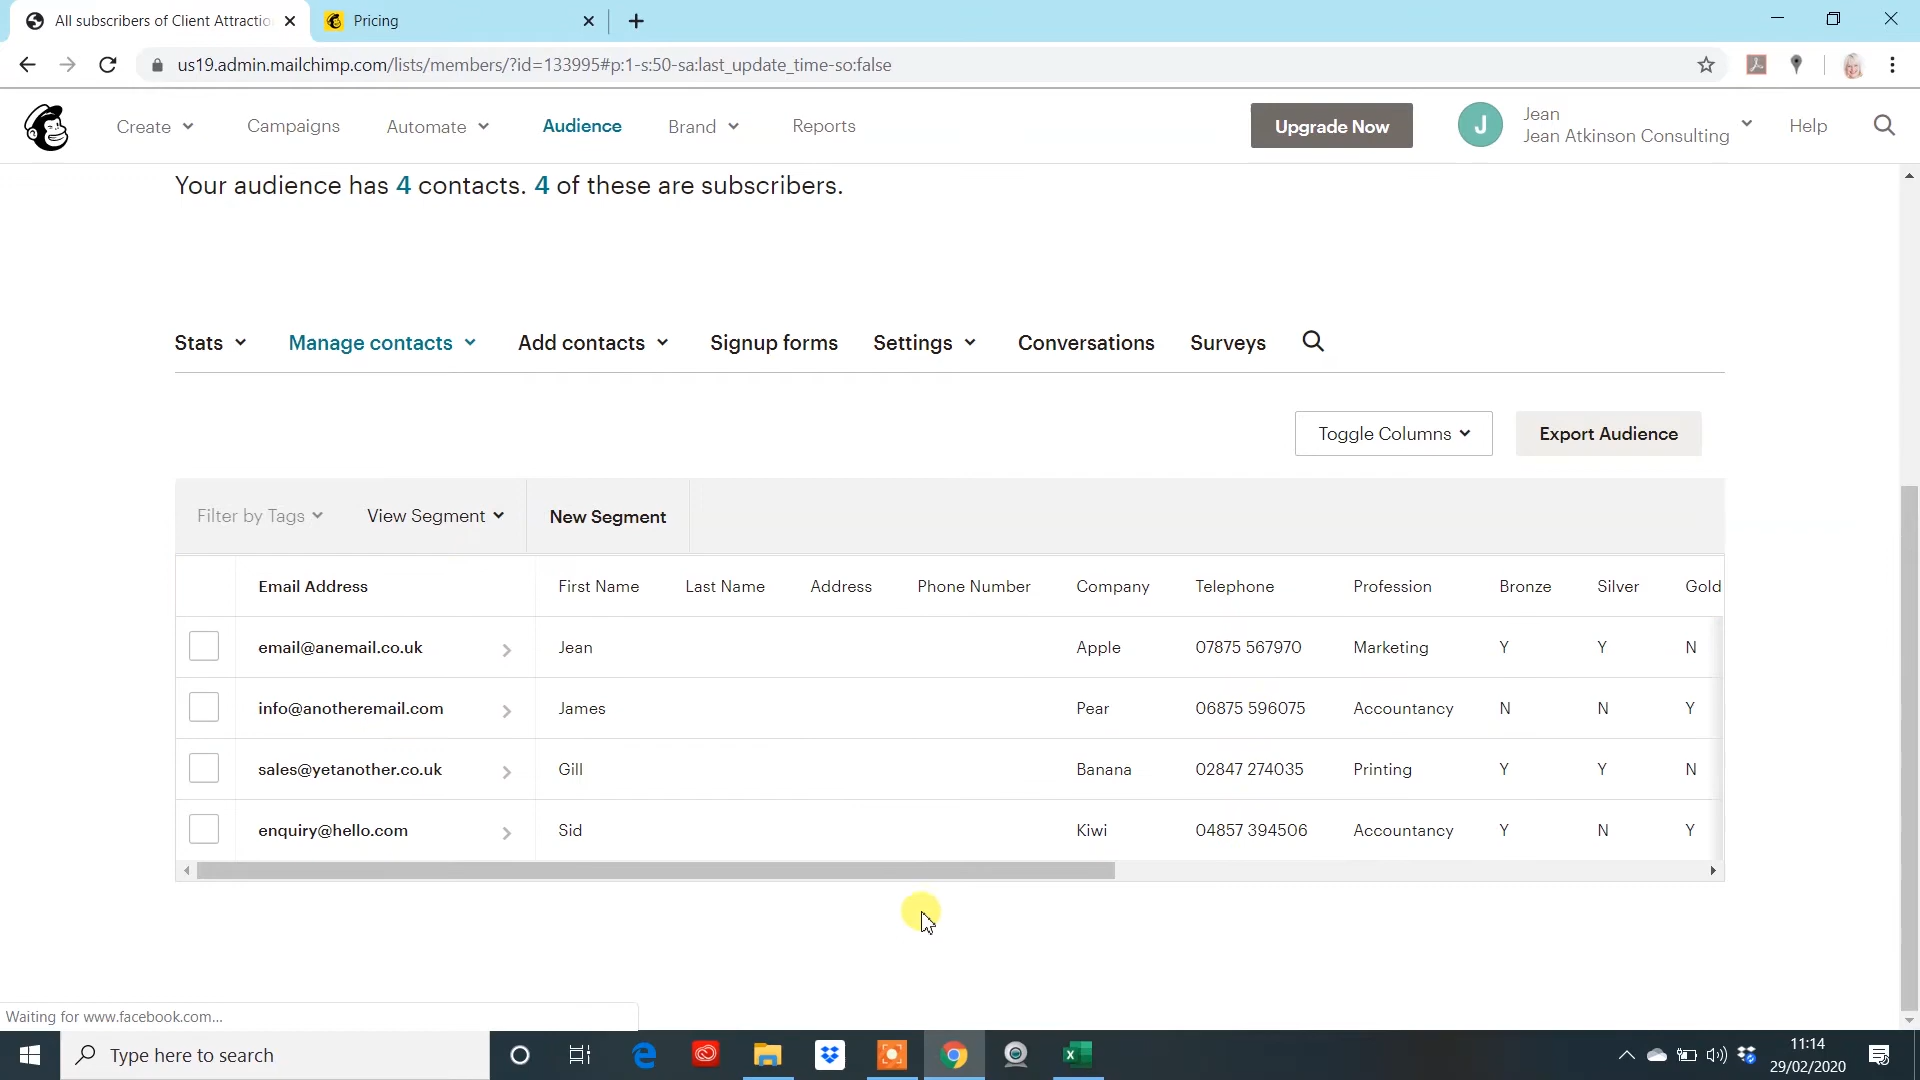 All subscribers of Client Attractio
Pricing
us19.admin.mailchimp.com/lists/members/?id=133995#p:1-s:50-sa:last_update_time-so:false
Create
Campaigns
Automate
Audience
Brand
Reports
Upgrade Now
J
Jean
Jean Atkinson Consulting
Help
Your audience has 4 contacts. 4 of these are subscribers.
Stats
Manage contacts
Add contacts
Signup forms
Settings
Conversations
Surveys
Toggle Columns
Export Audience
Filter by Tags
View Segment
New Segment
Email Address First Name Last Name Address Phone Number Company Telephone Profession Bronze Silver Gold
email@anemail.co.uk Jean Apple 07875 567970 Marketing Y Y N
info@anotheremail.com James Pear 06875 596075 Accountancy N N Y
sales@yetanother.co.uk Gill Banana 02847 274035 Printing Y Y N
enquiry@hello.com Sid Kiwi 04857 394506 Accountancy Y N Y
Waiting for www.facebook.com...
Type here to search
11:14
29/02/2020